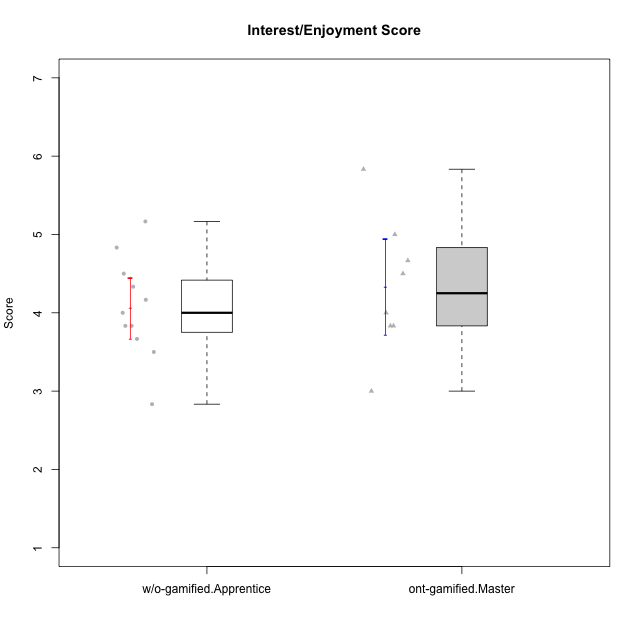 Interest/Enjoyment Score
7
6
5
4
3
2
1
Score
w/o-gamified.Apprentice
ont-gamified.Master